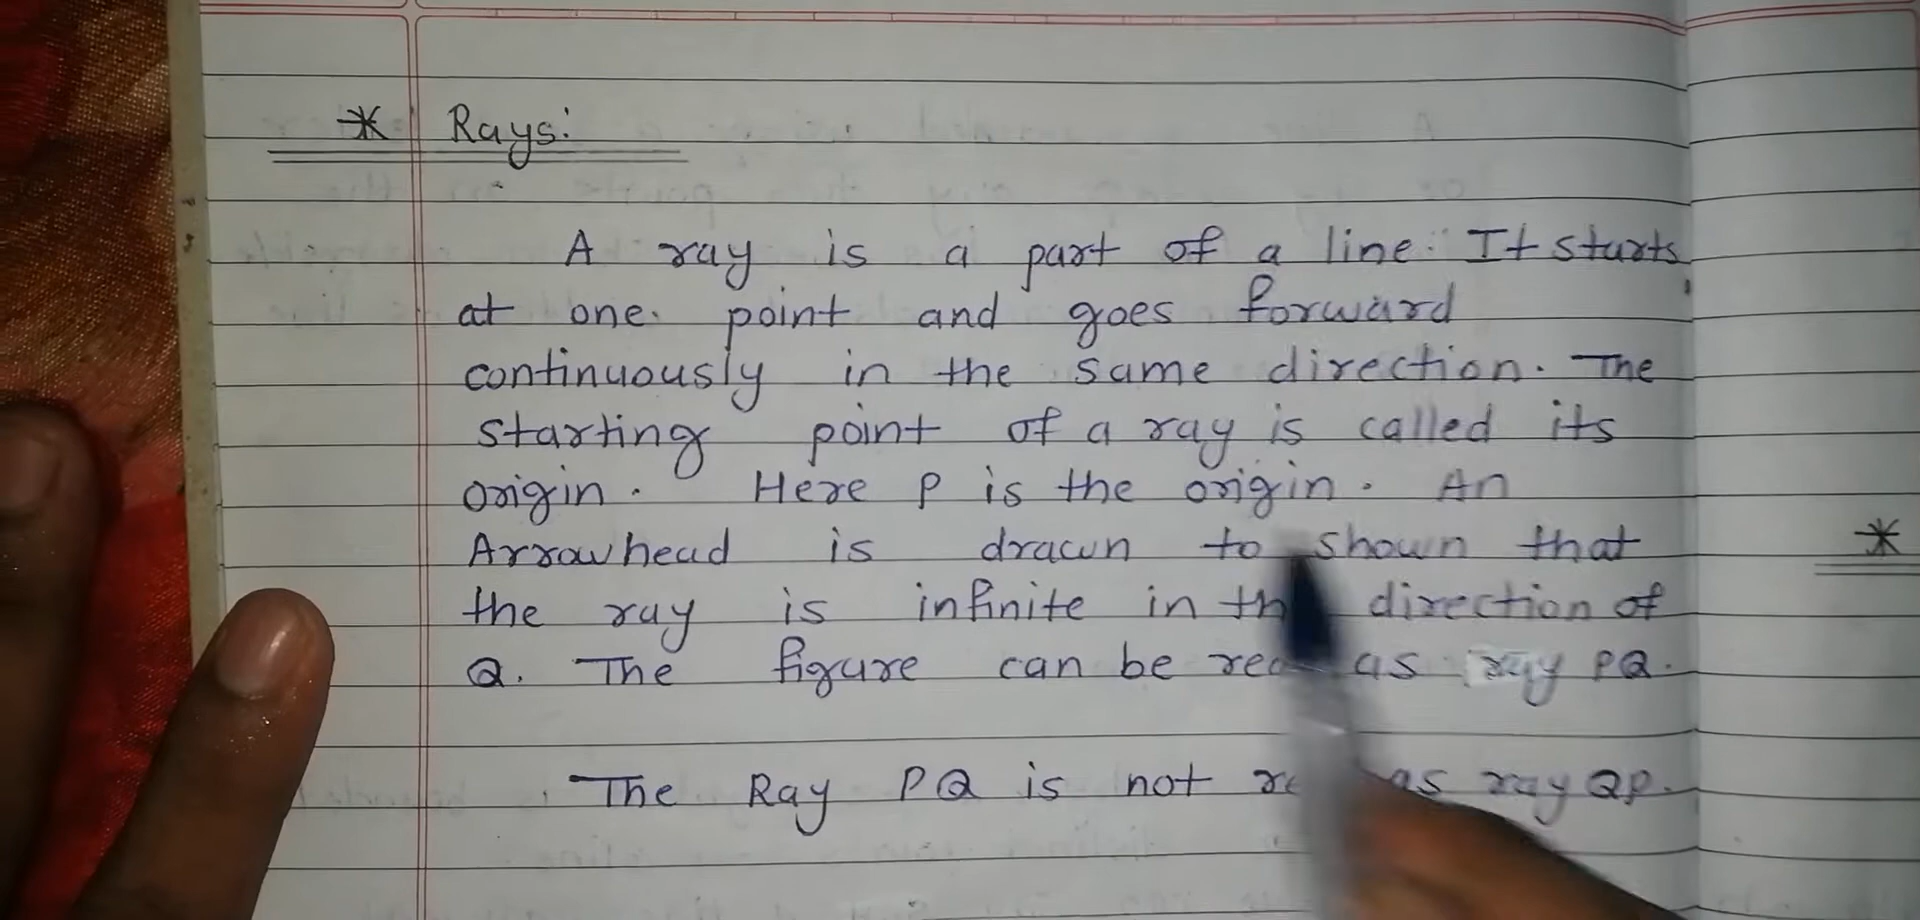 * Rays:
A ray is a part of a line. It starts
at one point and goes forward
continuously in the same direction. The
starting point of a ray is called its
origin. Here P is the origin. An
Arrowhead is drawn to shown that
the ray is infinite in direction of
Q. The figure can be as ray PQ.
The Ray PQ is not as ray QP.
*